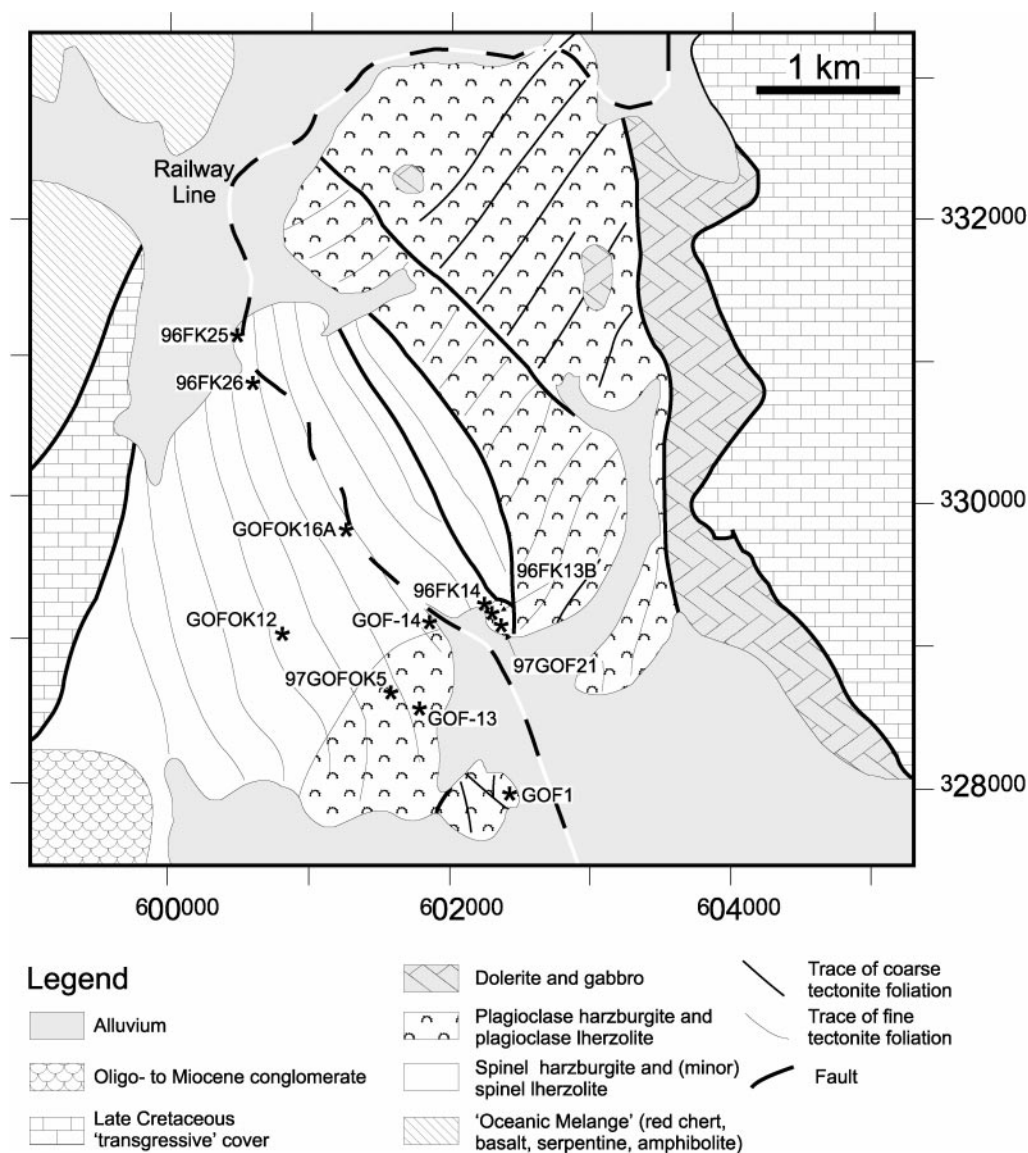 1 km
Railway
Line
332000
96FK25
96FK26
330000
GOFOK16A
96FK13B
96FK14
GOFOK12
GOF-14
97GOFOK5
97GOF21
GOF-13
GOF1
328000
600000
602000
604000
Legend
Alluvium
Oligo- to Miocene conglomerate
Late Cretaceous
'transgressive' cover
Dolerite and gabbro
Plagioclase harzburgite and
plagioclase lherzolite
Spinel harzburgite and (minor)
spinel lherzolite
'Oceanic Melange' (red chert,
basalt, serpentine, amphibolite)
Trace of coarse
tectonite foliation
Trace of fine
tectonite foliation
Fault